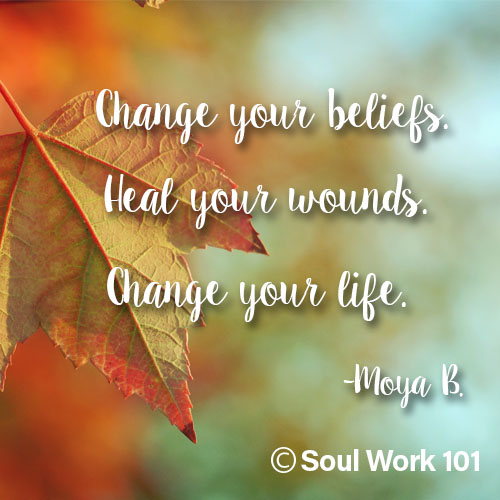 Change your beliefs.
Heal your wounds.
Change your life.
-Moya B.
© Soul Work 101